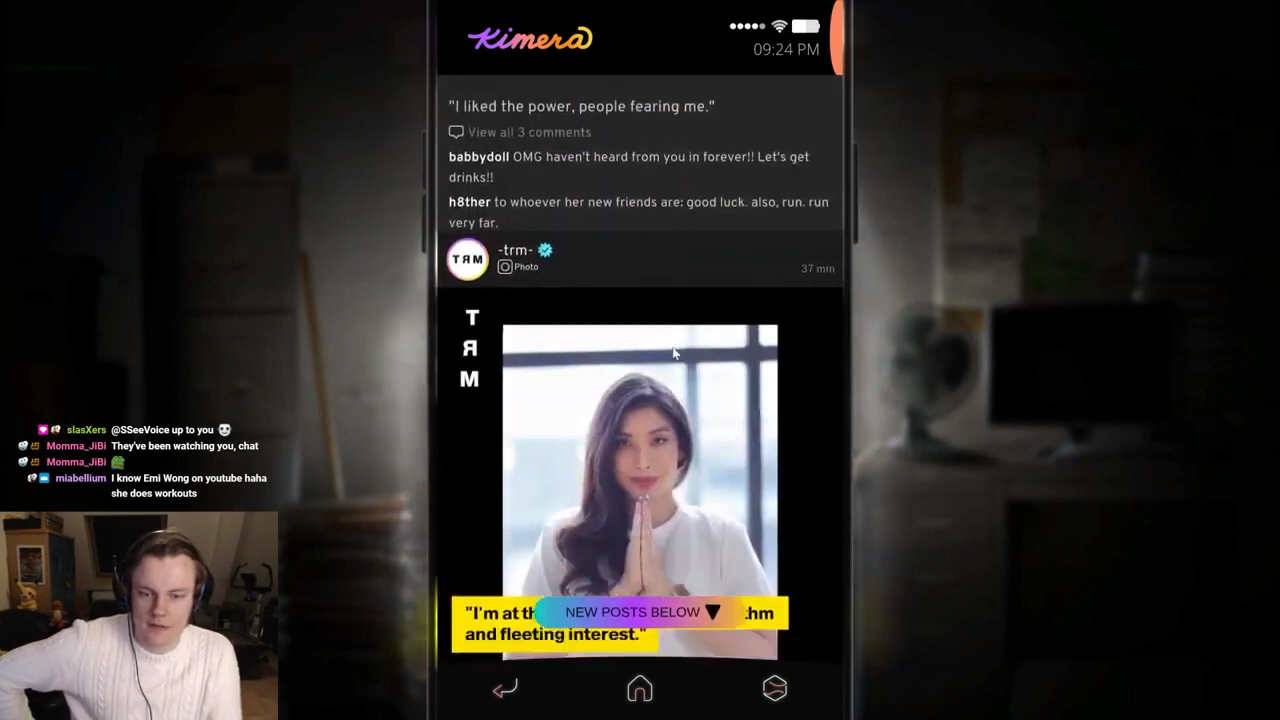 Kimera
09:24 PM
"I liked the power, people fearing me."
View all 3 comments
babbydoll OMG haven't heard from you in forever!! Let's get
drinks!!
h8ther to whoever her new friends are: good luck. also, run. run
very far.
TЯM
-trm-
Photo
37 min
T
Я
M
"I'm at th
NEW POSTS BELOW
thm
and fleeting interest."
slasXers @SSeeVoice up to you
Momma_JiBi They've been watching you, chat
Momma_JiBi
miabellium I know Emi Wong on youtube haha
she does workouts